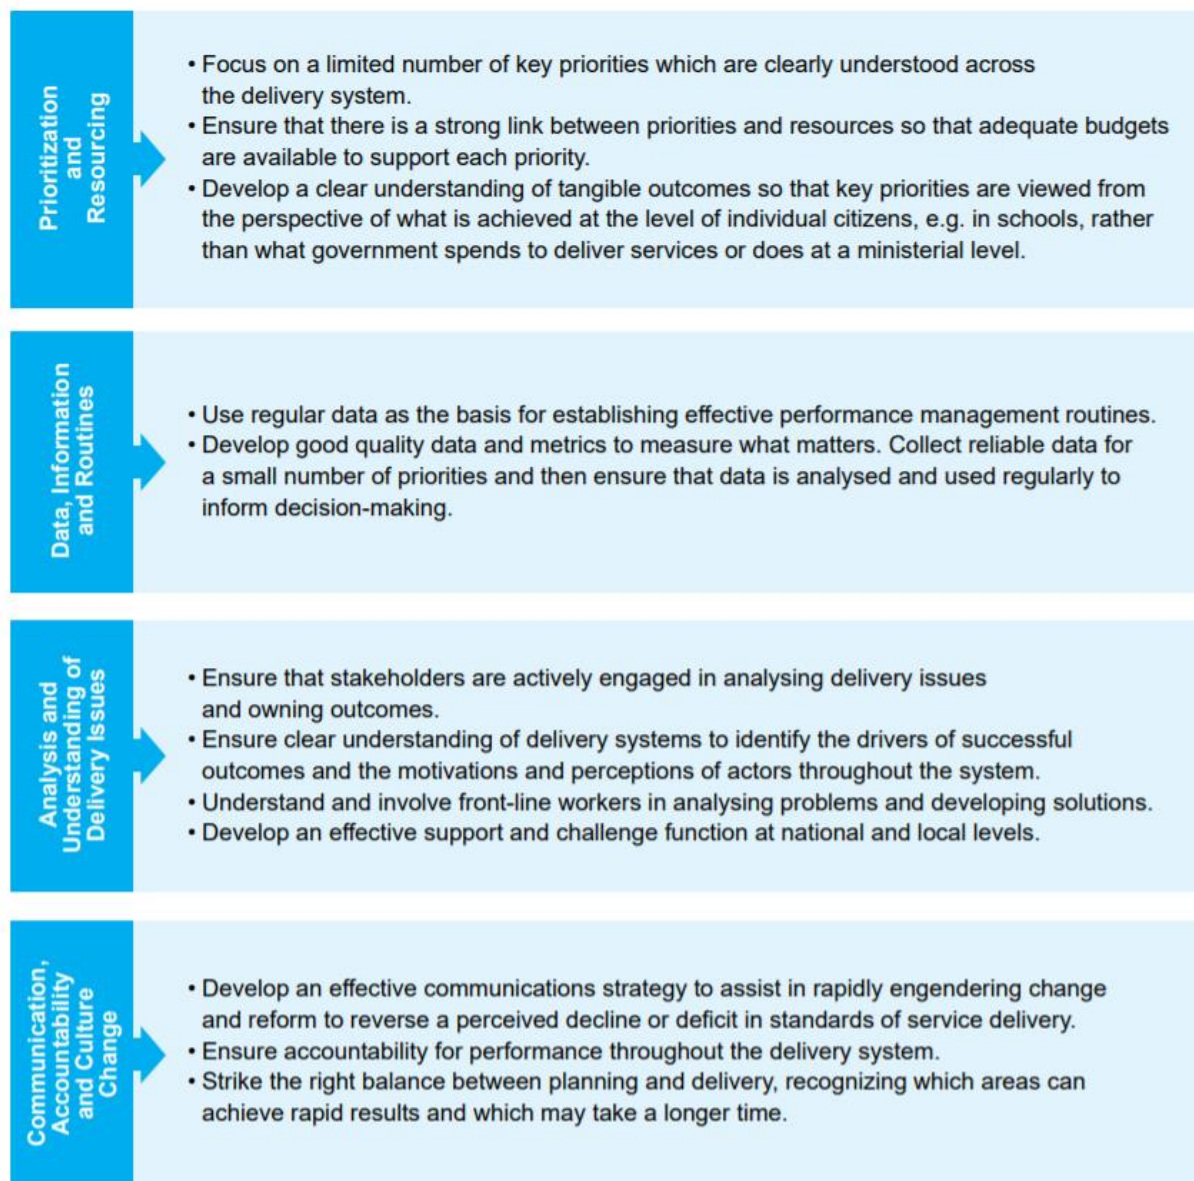 Prioritization
and
Resourcing
• Focus on a limited number of key priorities which are clearly understood across
the delivery system.
• Ensure that there is a strong link between priorities and resources so that adequate budgets
are available to support each priority.
• Develop a clear understanding of tangible outcomes so that key priorities are viewed from
the perspective of what is achieved at the level of individual citizens, e.g. in schools, rather
than what government spends to deliver services or does at a ministerial level.
Data, Information
and Routines
• Use regular data as the basis for establishing effective performance management routines.
• Develop good quality data and metrics to measure what matters. Collect reliable data for
a small number of priorities and then ensure that data is analysed and used regularly to
inform decision-making.
Analysis and
Understanding of
Delivery Issues
• Ensure that stakeholders are actively engaged in analysing delivery issues
and owning outcomes.
• Ensure clear understanding of delivery systems to identify the drivers of successful
outcomes and the motivations and perceptions of actors throughout the system.
• Understand and involve front-line workers in analysing problems and developing solutions.
• Develop an effective support and challenge function at national and local levels.
Communication,
Accountability
and Culture
Change
• Develop an effective communications strategy to assist in rapidly engendering change
and reform to reverse a perceived decline or deficit in standards of service delivery.
• Ensure accountability for performance throughout the delivery system.
• Strike the right balance between planning and delivery, recognizing which areas can
achieve rapid results and which may take a longer time.